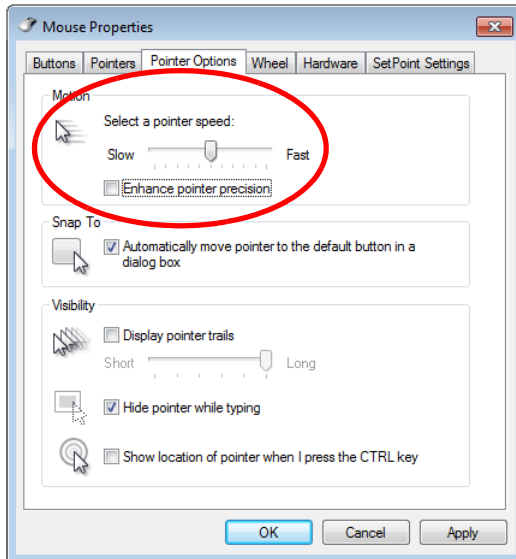 Mouse Properties
Buttons Pointers Pointer Options Wheel Hardware SetPoint Settings
Motion
Select a pointer speed:
Slow Fast
Enhance pointer precision
Snap To
Automatically move pointer to the default button in a
dialog box
Visibility
Display pointer trails
Short Long
Hide pointer while typing
Show location of pointer when I press the CTRL key
OK Cancel Apply